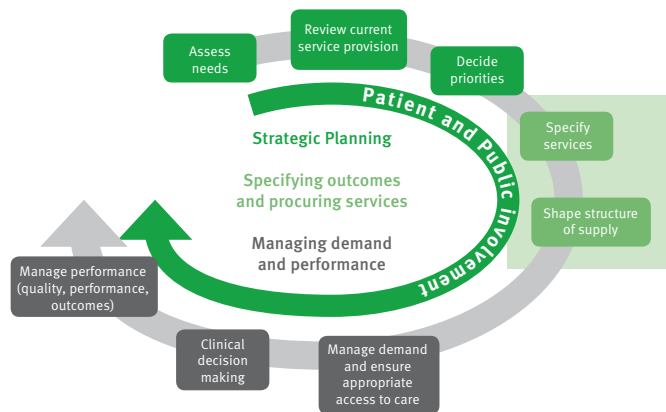 Assess
needs
Review current
service provision
Decide
priorities
Specify
services
Shape structure
of supply
Manage demand
and ensure
appropriate
access to care
Clinical
decision
making
Manage performance
(quality, performance,
outcomes)
Patient and Public involvement
Strategic Planning
Specifying outcomes
and procuring services
Managing demand
and performance